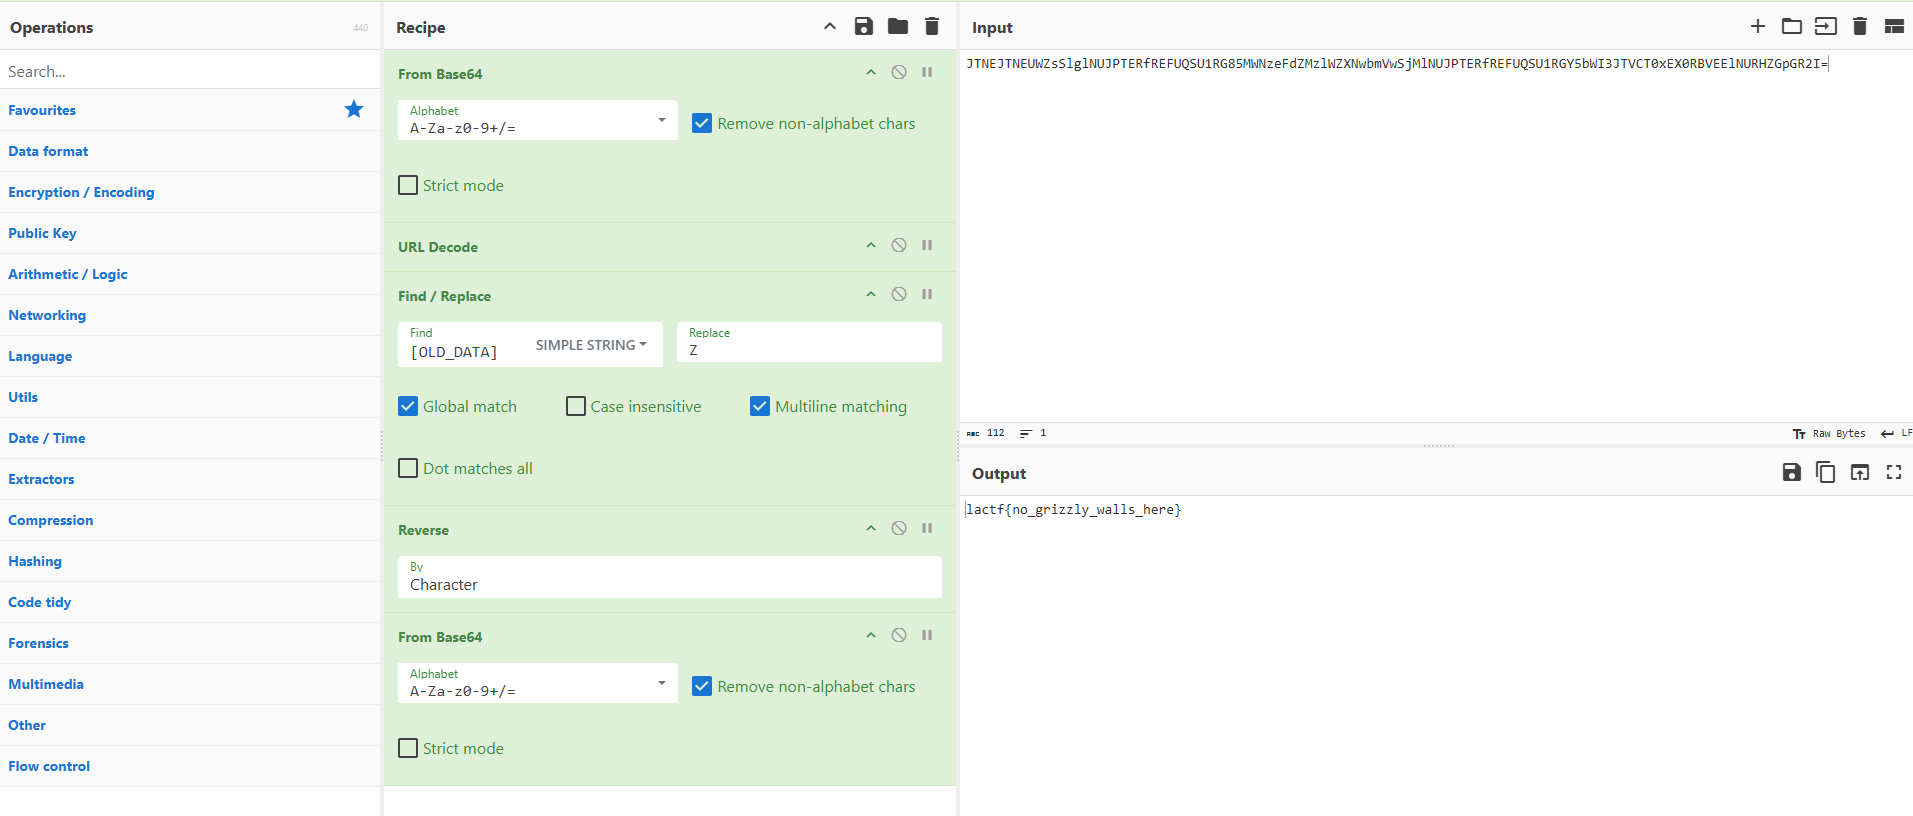 Operations
440
Search...
Favourites
Data format
Encryption / Encoding
Public Key
Arithmetic / Logic
Networking
Language
Utils
Date / Time
Extractors
Compression
Hashing
Code tidy
Forensics
Multimedia
Other
Flow control
Recipe
From Base64
Alphabet
A-Za-z0-9+/=
Remove non-alphabet chars
Strict mode
URL Decode
Find / Replace
Find
[OLD_DATA]
SIMPLE STRING
Replace
Z
Global match
Case insensitive
Multiline matching
Dot matches all
Reverse
By
Character
From Base64
Alphabet
A-Za-z0-9+/=
Remove non-alphabet chars
Strict mode
Input
JTNEJTNEUWZsSlglNUJPTERfREFUQSU1RG85MWNzeFdZMzlWZXNwbmVwSjMlNUJPTERfREFUQSU1RGY5bWI3JTVCT0xEX0RBVEElNURHZGpGR2I=
ABC 112
1
Raw Bytes
LF
Output
lactf{no_grizzly_walls_here}